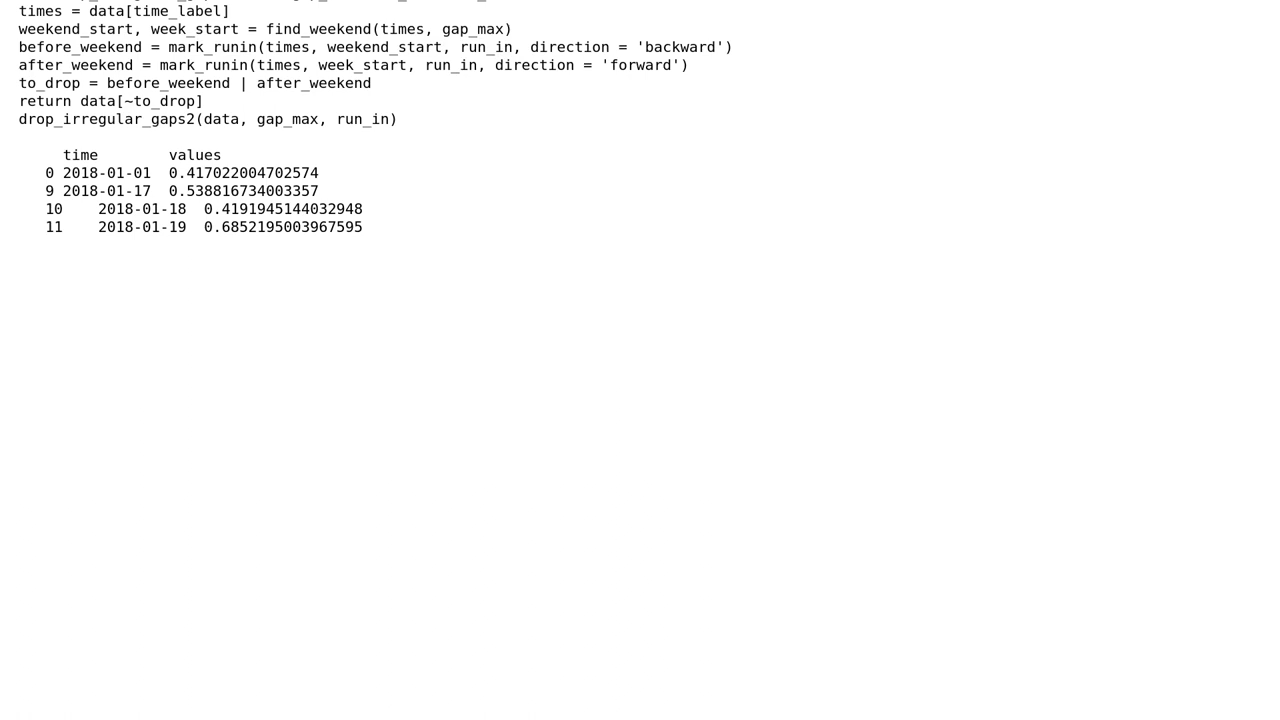 times = data[time_label]
weekend_start, week_start = find_weekend(times, gap_max)
before_weekend = mark_runin(times, weekend_start, run_in, direction = 'backward')
after_weekend = mark_runin(times, week_start, run_in, direction = 'forward')
to_drop = before_weekend | after_weekend
return data[~to_drop]
drop_irregular_gaps2(data, gap_max, run_in)
time values
0 2018-01-01 0.417022004702574
9 2018-01-17 0.538816734003357
10 2018-01-18 0.4191945144032948
11 2018-01-19 0.6852195003967595